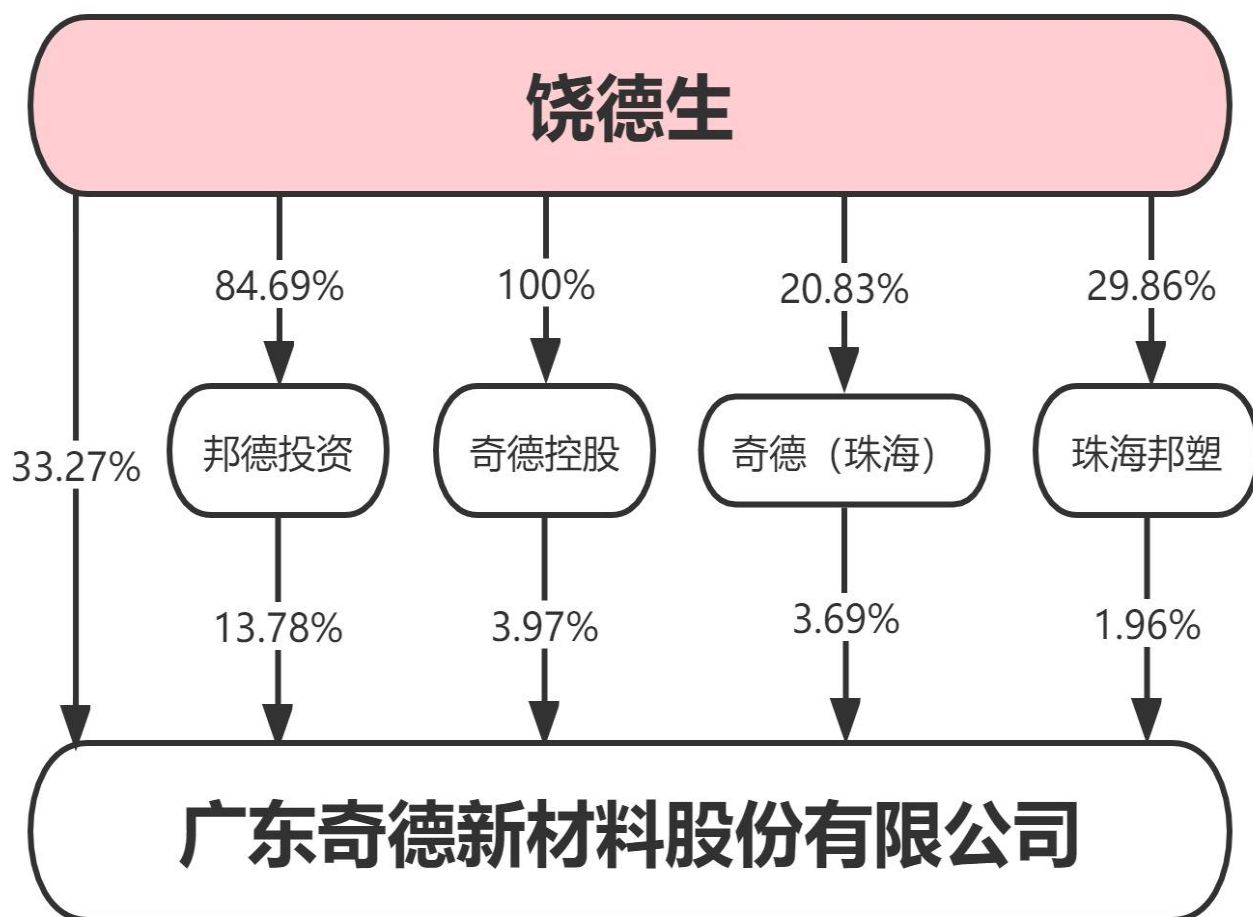 饶德生
84.69%
100%
20.83%
29.86%
33.27%
邦德投资
奇德控股
奇德（珠海）
珠海邦塑
13.78%
3.97%
3.69%
1.96%
广东奇德新材料股份有限公司